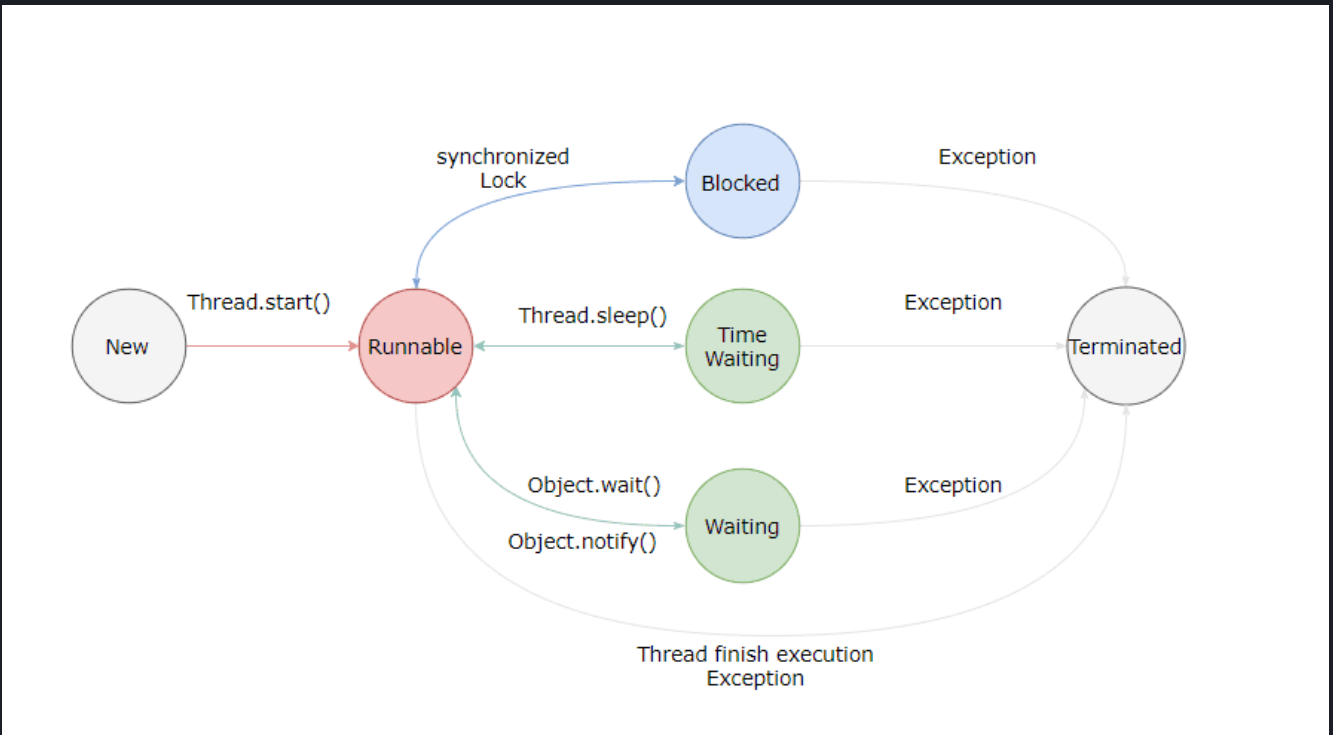 synchronized
Lock
Blocked
Exception
Thread.start()
New
Runnable
Thread.sleep()
Time
Waiting
Exception
Terminated
Object.wait()
Object.notify()
Waiting
Exception
Thread finish execution
Exception